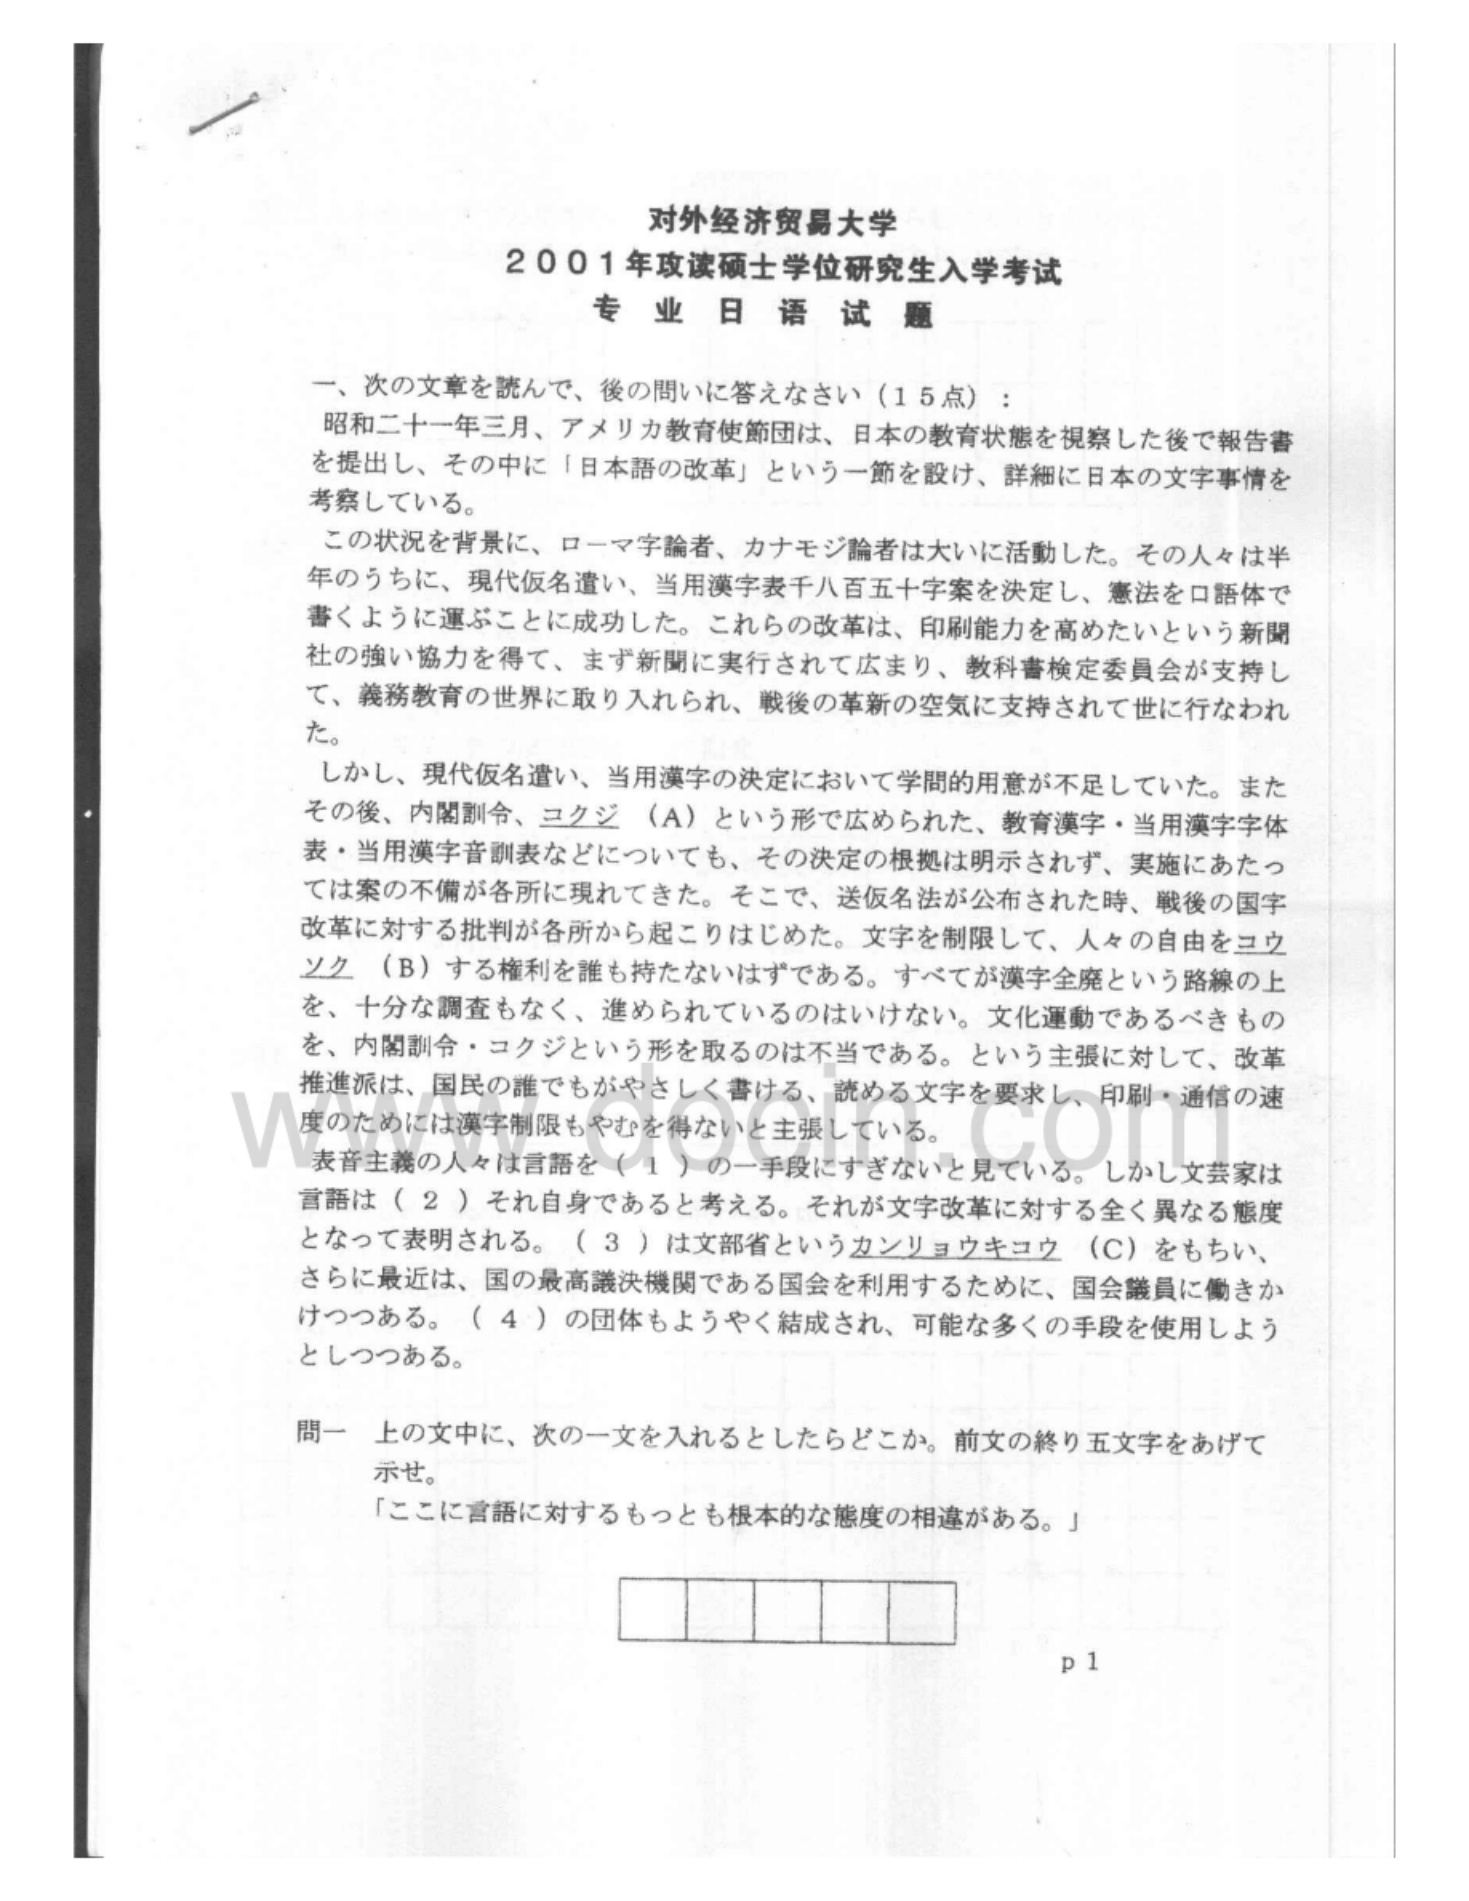 对外经济贸易大学
2001年攻读硕士学位研究生入学考试
专 业 日 语 试 题
一、次の文章を読んで、後の問いに答えなさい（15点）：
昭和二十一年三月、アメリカ教育使節団は、日本の教育状態を視察した後で報告書
を提出し、その中に「日本語の改革」という一節を設け、詳細に日本の文字事情を
考察している。
この状況を背景に、ローマ字論者、カナモジ論者は大いに活動した。その人々は半
年のうちに、現代仮名遣い、当用漢字表千八百五十字案を決定し、憲法を口語体で
書くように運ぶことに成功した。これらの改革は、印刷能力を高めたいという新聞
社の強い協力を得て、まず新聞に実行されて広まり、教科書検定委員会が支持し
て、義務教育の世界に取り入れられ、戦後の革新の空気に支持されて世に行なわれ
た。
しかし、現代仮名遣い、当用漢字の決定において学問的用意が不足していた。また
その後、内閣訓令、コクジ （A）という形で広められた、教育漢字・当用漢字字体
表・当用漢字音訓表などについても、その決定の根拠は明示されず、実施にあたっ
ては案の不備が各所に現れてきた。そこで、送仮名法が公布された時、戦後の国字
改革に対する批判が各所から起こりはじめた。文字を制限して、人々の自由をコウ
ソク （B）する権利を誰も持たないはずである。すべてが漢字全廃という路線の上
を、十分な調査もなく、進められているのはいけない。文化運動であるべきもの
を、内閣訓令・コクジという形を取るのは不当である。という主張に対して、改革
推進派は、国民の誰でもがやさしく書ける、読める文字を要求し、印刷・通信の速
度のためには漢字制限もやむを得ないと主張している。
www.docin.com
表音主義の人々は言語を（ 1 ）の一手段にすぎないと見ている。しかし文芸家は
言語は（ 2 ）それ自身であると考える。それが文字改革に対する全く異なる態度
となって表明される。（ 3 ）は文部省というカンリョウキコウ （C）をもちい、
さらに最近は、国の最高議決機関である国会を利用するために、国会議員に働きか
けつつある。（ 4 ）の団体もようやく結成され、可能な多くの手段を使用しよう
としつつある。
問一 上の文中に、次の一文を入れるとしたらどこか。前文の終り五文字をあげて
示せ。
「ここに言語に対するもっとも根本的な態度の相違がある。」
p 1